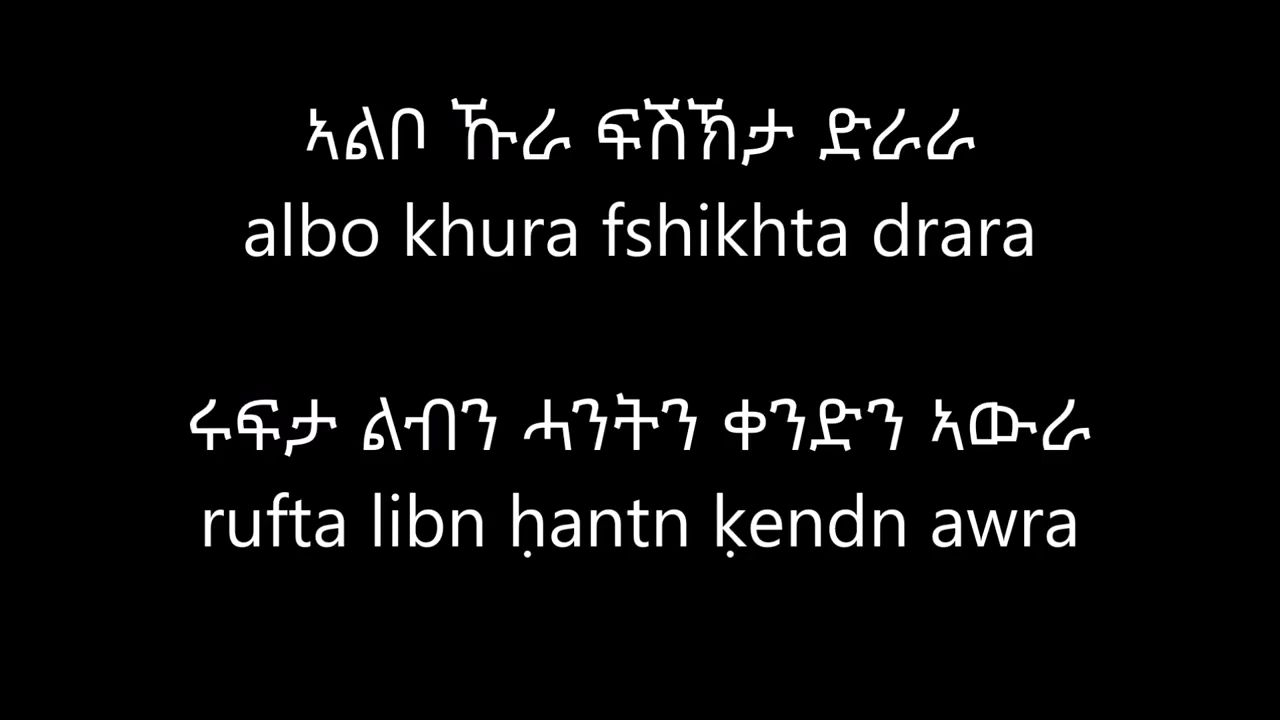 ኣልቦ ኹራ ፍሽኽታ ድራራ
albo khura fshikhta drara
ሩፍታ ልብን ሓንትን ቀንድን ኣውራ
rufta libn ḥantn ḳendn awra